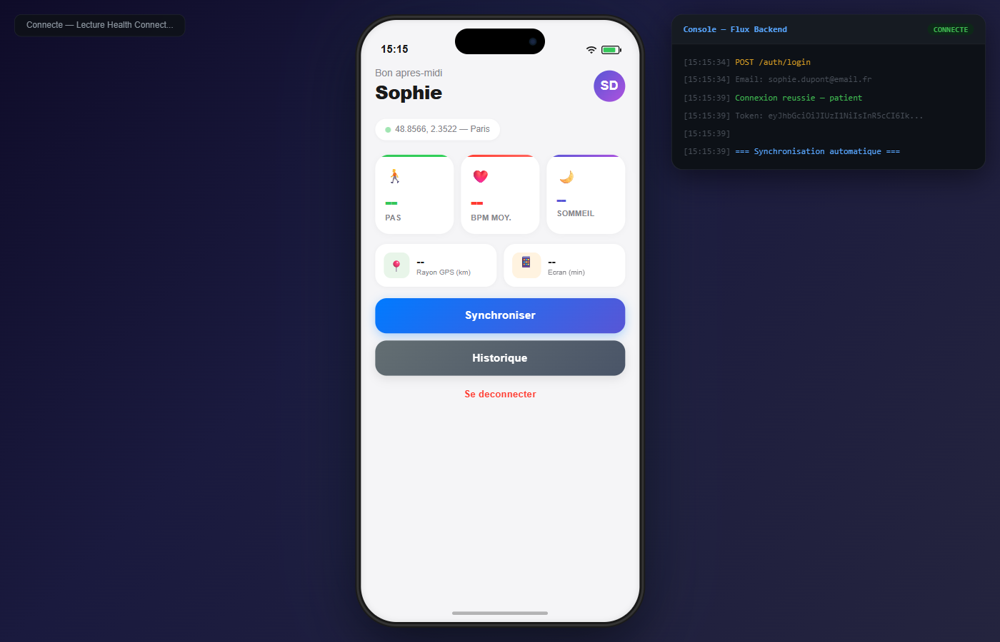 Connecte — Lecture Health Connect...
15:15
Bon apres-midi
Sophie
SD
48.8566, 2.3522 — Paris
--
PAS
--
BPM MOY.
--
SOMMEIL
--
Rayon GPS (km)
--
Ecran (min)
Synchroniser
Historique
Se deconnecter
Console — Flux Backend
CONNECTE
[15:15:34] POST /auth/login
[15:15:34] Email: sophie.dupont@email.fr
[15:15:39] Connexion reussie — patient
[15:15:39] Token: eyJhbGciOiJIUzI1NiIsInR5cCI6Ik...
[15:15:39]
[15:15:39] === Synchronisation automatique ===